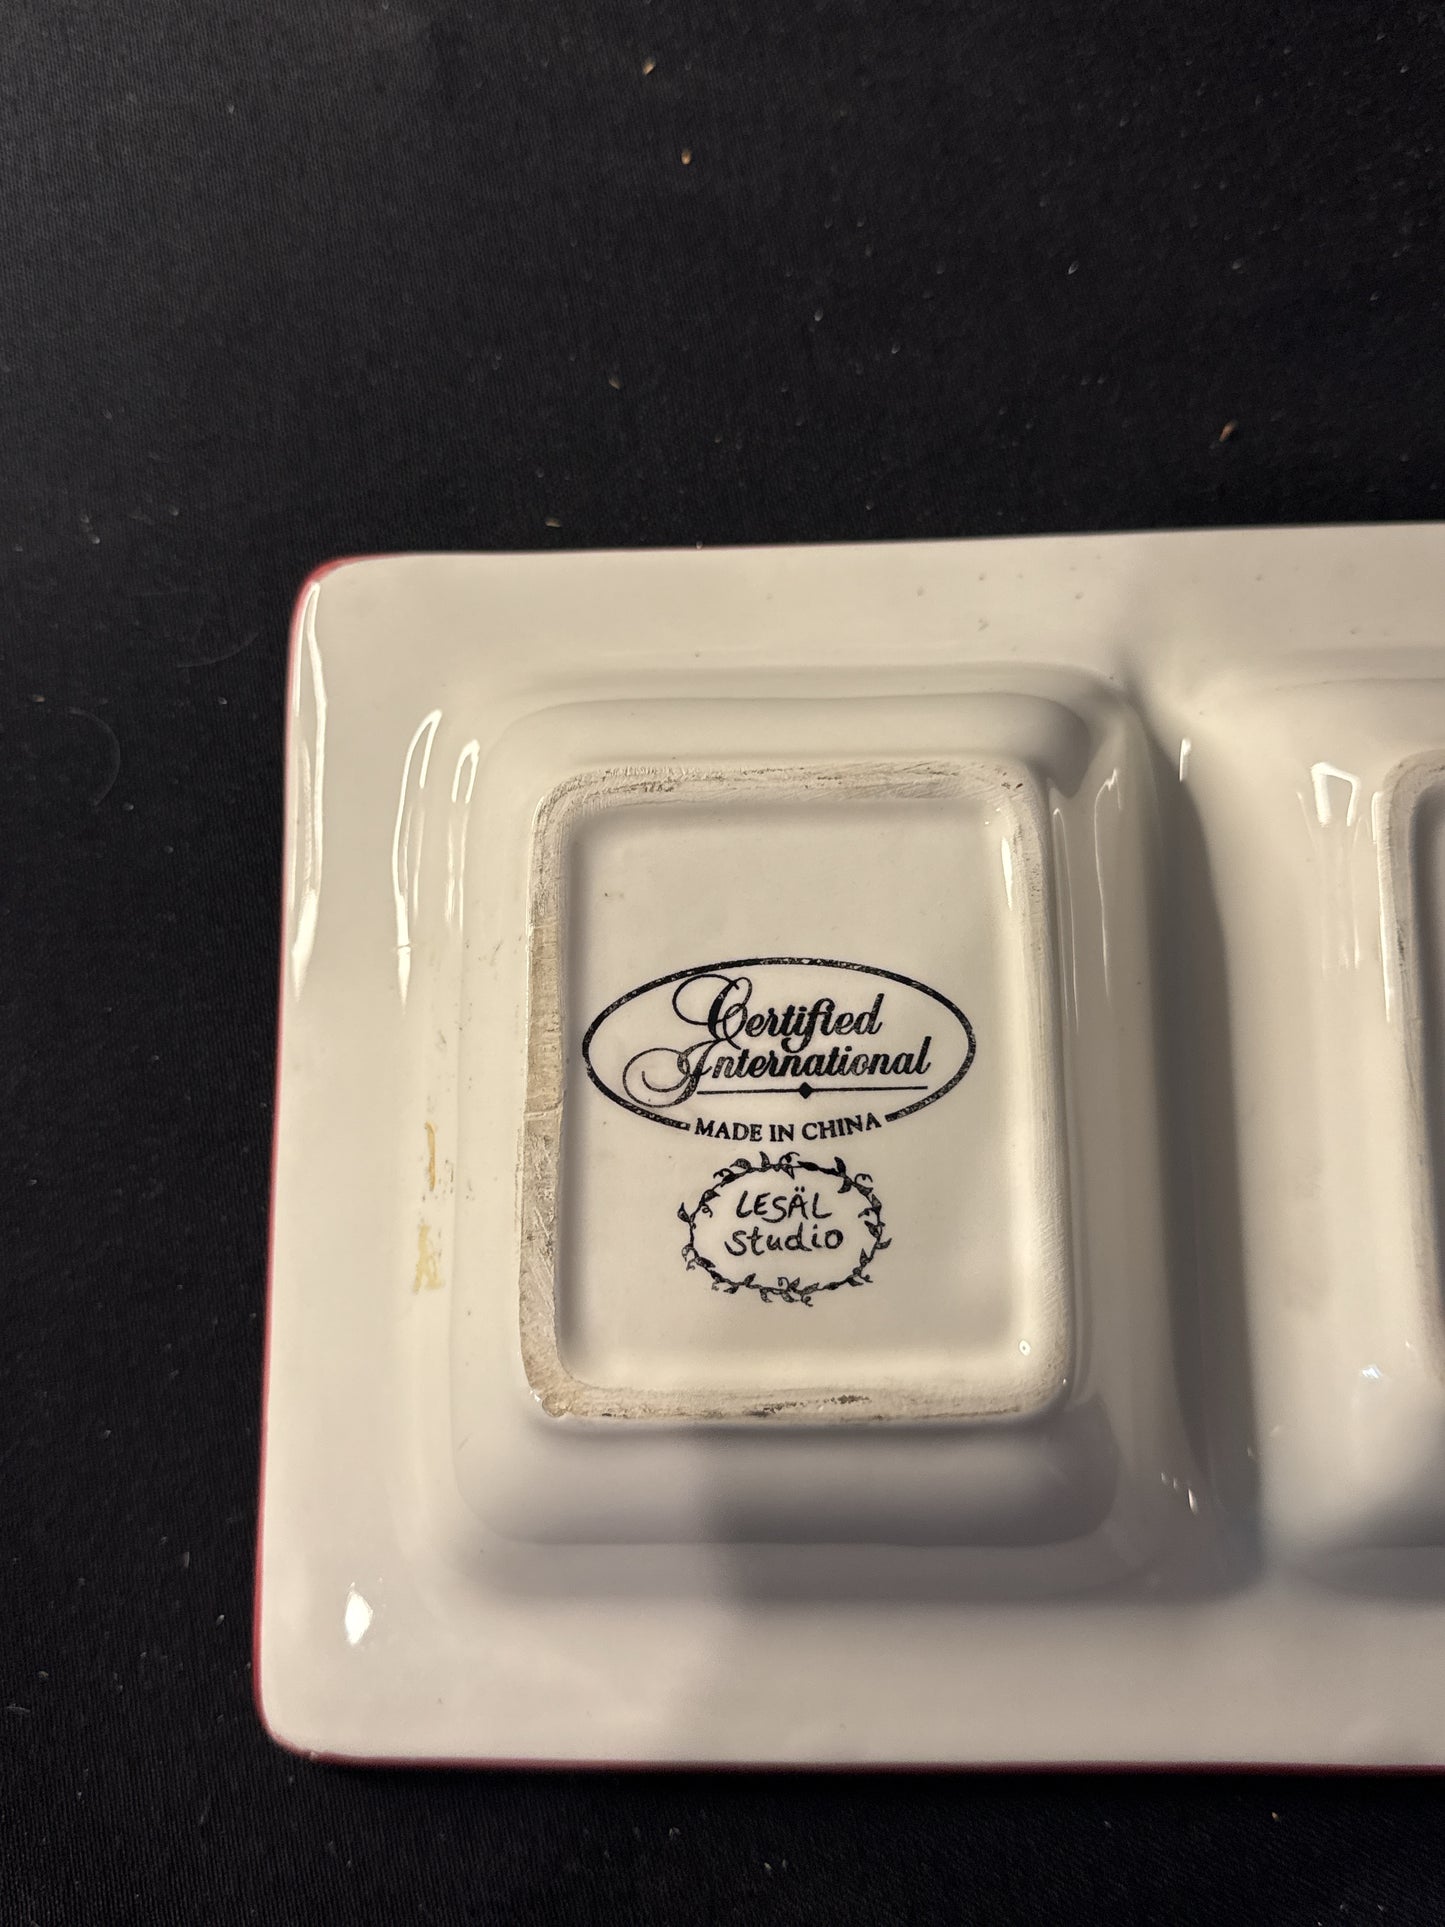 Certified
International
MADE IN CHINA
LESÄL
studio